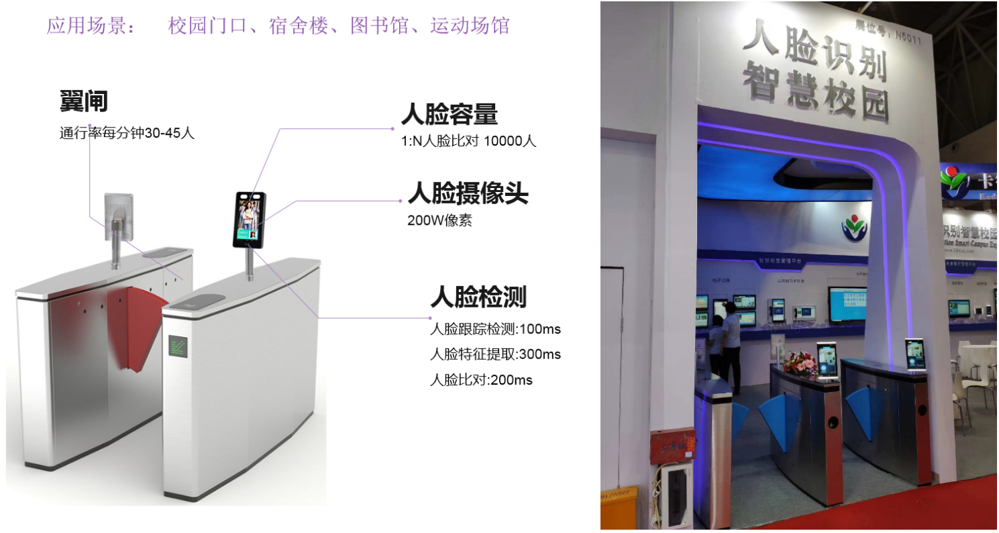 应用场景： 校园门口、宿舍楼、图书馆、运动场馆
翼闸
通行率每分钟30-45人
人脸容量
1:N人脸比对 10000人
人脸摄像头
200W像素
人脸检测
人脸跟踪检测:100ms
人脸特征提取:300ms
人脸比对:200ms
展位号：N5011
人脸识别
智慧校园
卡
识别智慧校园
Smart Campus
220V/16